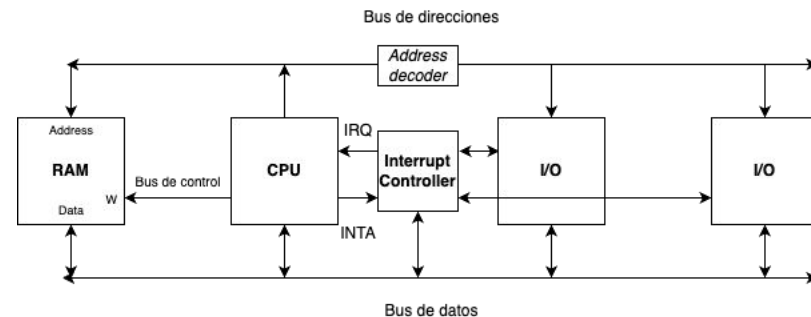 Bus de direcciones
Address
decoder
Address
RAM
Data
W
Bus de control
CPU
IRQ
INTA
Interrupt
Controller
I/O
I/O
Bus de datos